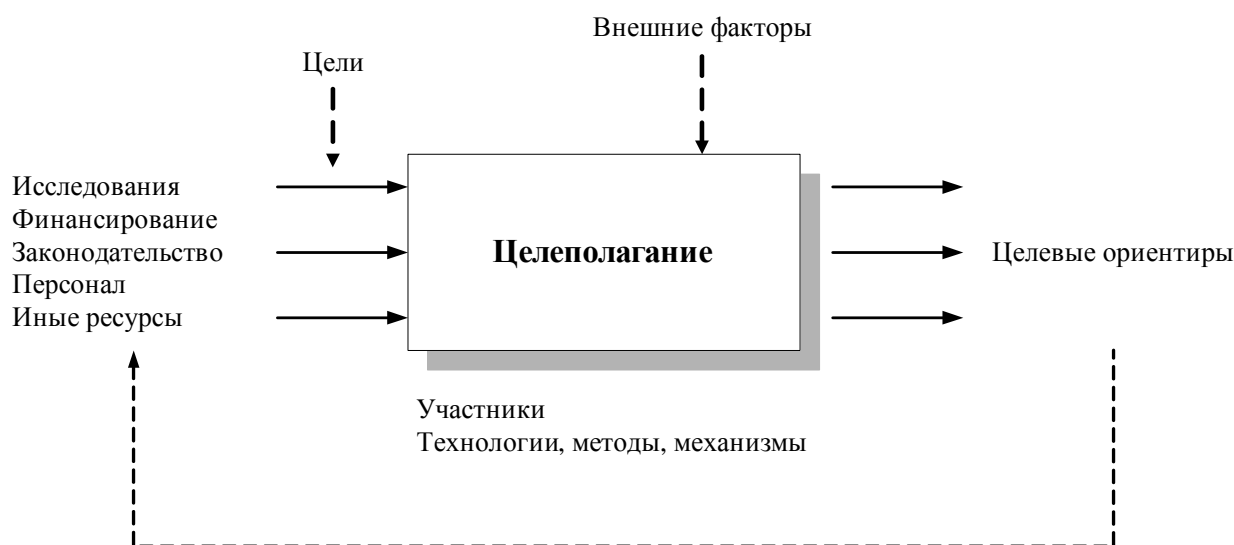 Внешние факторы
Цели
Исследования
Финансирование
Законодательство
Персонал
Иные ресурсы
Целеполагание
Целевые ориентиры
Участники
Технологии, методы, механизмы